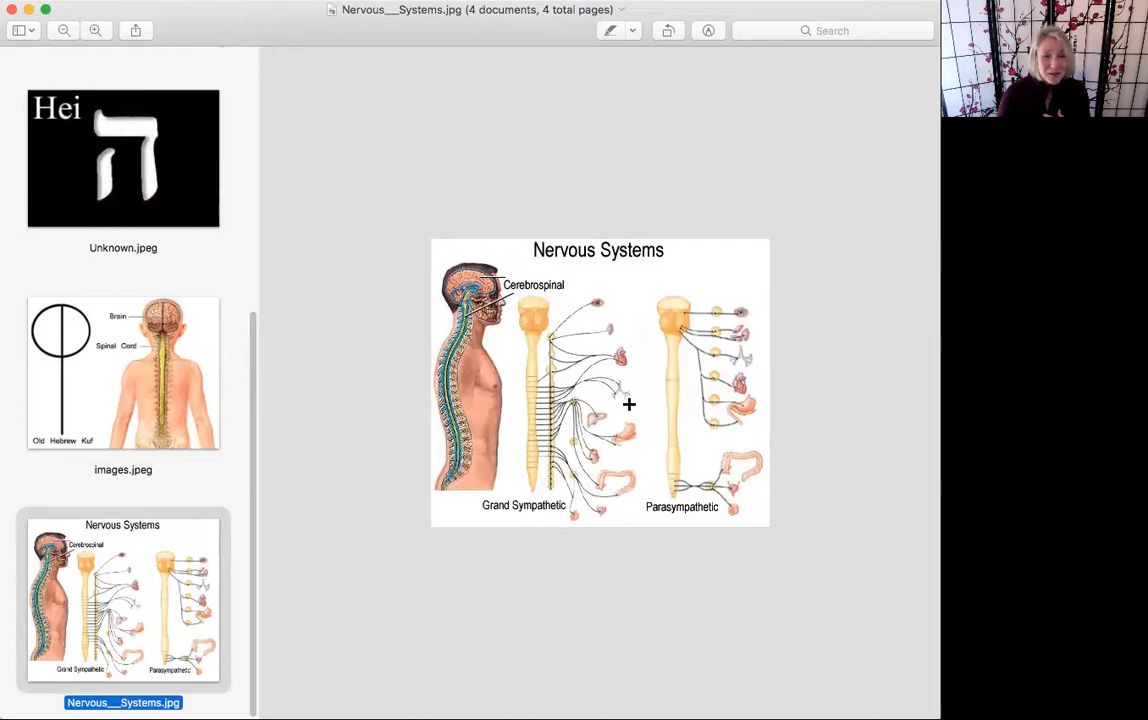 Nervous__Systems.jpg (4 documents, 4 total pages)
Search
Hei
ה
Unknown.jpeg
Brain
Spinal Cord
Old Hebrew Kuf
images.jpeg
Nervous Systems
Cerebrospinal
Grand Sympathetic
Parasympathetic
Nervous__Systems.jpg
Nervous Systems
Cerebrospinal
Grand Sympathetic
Parasympathetic